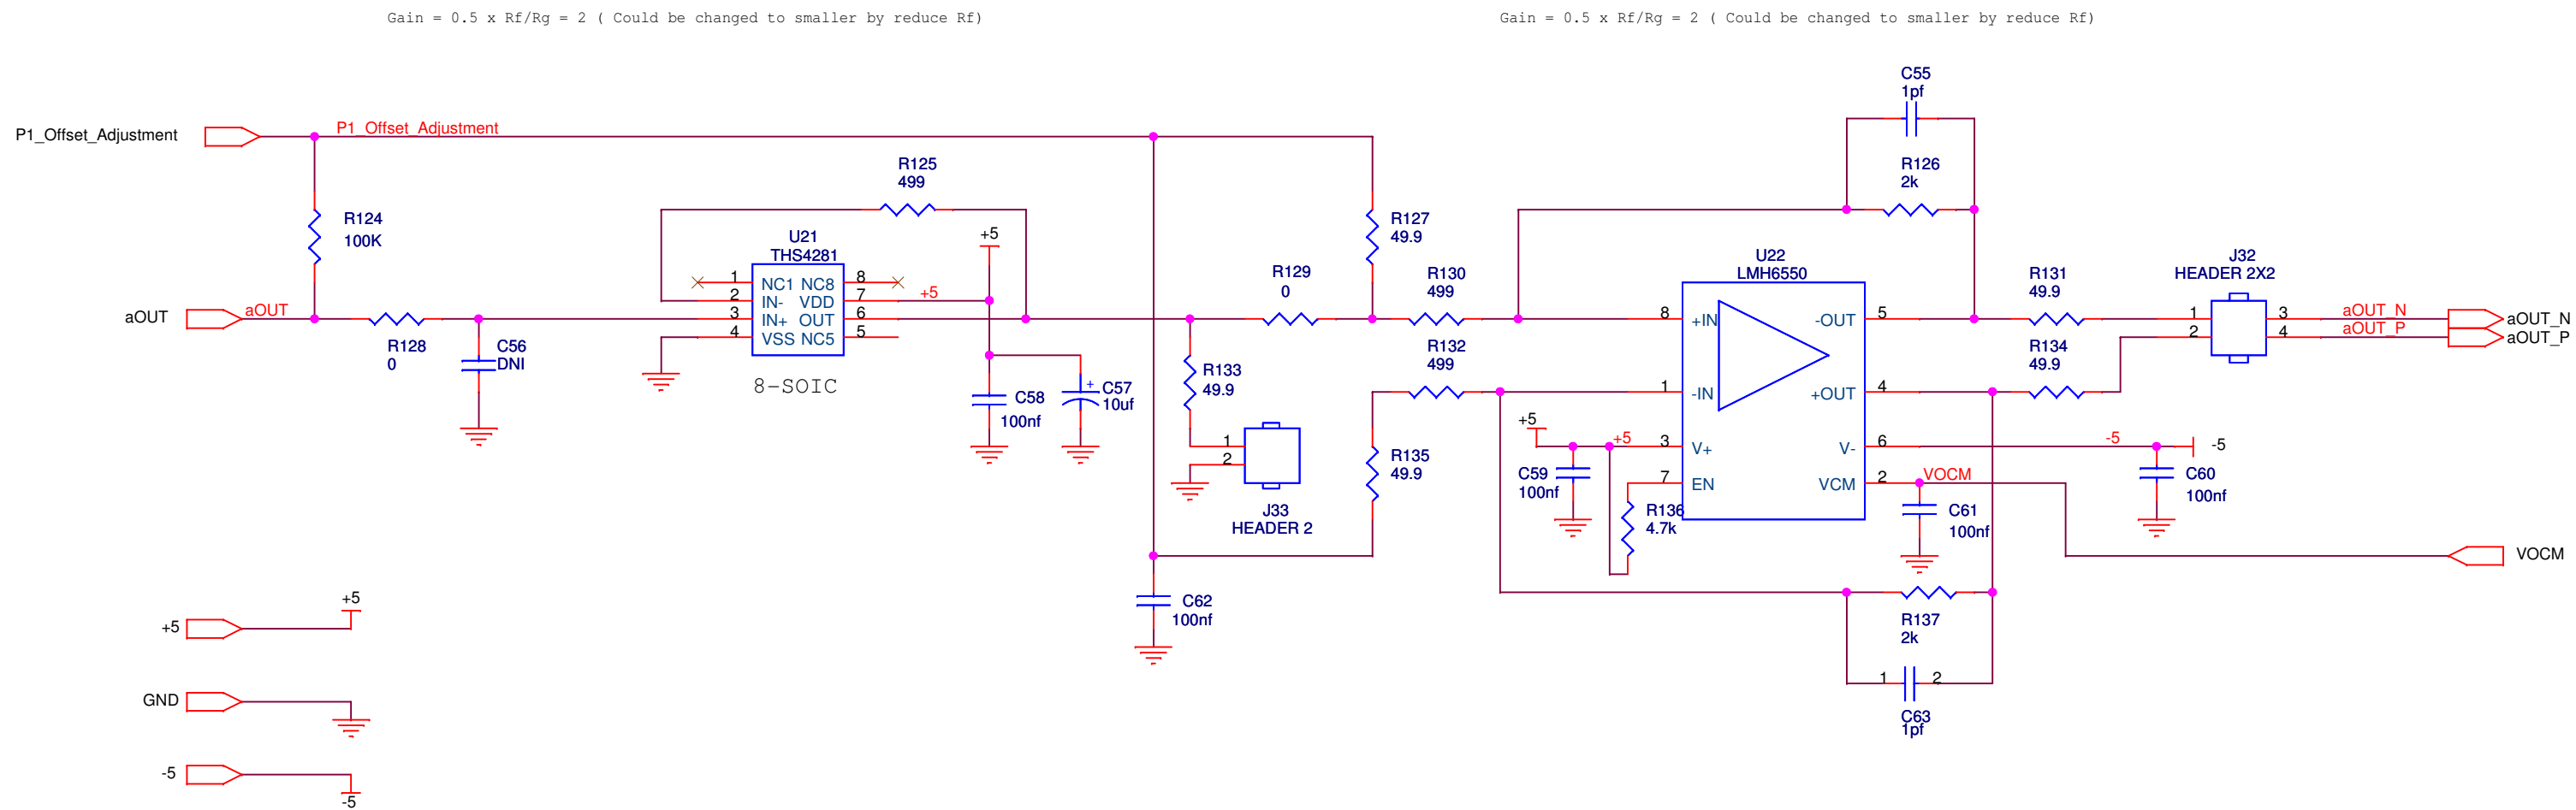 Gain = 0.5 x Rf/Rg = 2 ( Could be changed to smaller by reduce Rf)
Gain = 0.5 x Rf/Rg = 2 ( Could be changed to smaller by reduce Rf)
C55
1pf
P1_Offset_Adjustment
P1_Offset_Adjustment
R125
499
R126
2k
R124
100K
R127
49.9
U21
THS4281
+5
1
2
3
4
NC1 NC8
IN- VDD
IN+ OUT
VSS NC5
8
7
6
5
+5
8-SOIC
aOUT
aOUT
R128
0
C56
DNI
C58
100nf
+
C57
10uf
R129
0
R130
499
R132
499
R133
49.9
1
2
J33
HEADER 2
R135
49.9
C62
100nf
U22
LMH6550
8
+IN
1
-IN
3
V+
7
EN
-OUT
5
+OUT
4
V-
6
VCM
2
+5
+5
C59
100nf
R136
4.7k
R131
49.9
R134
49.9
J32
HEADER 2X2
1
2
3
4
aOUT_N
aOUT_P
aOUT_N
aOUT_P
-5
-5
C60
100nf
VOCM
C61
100nf
VOCM
R137
2k
1
2
C63
1pf
+5
+5
GND
-5
-5